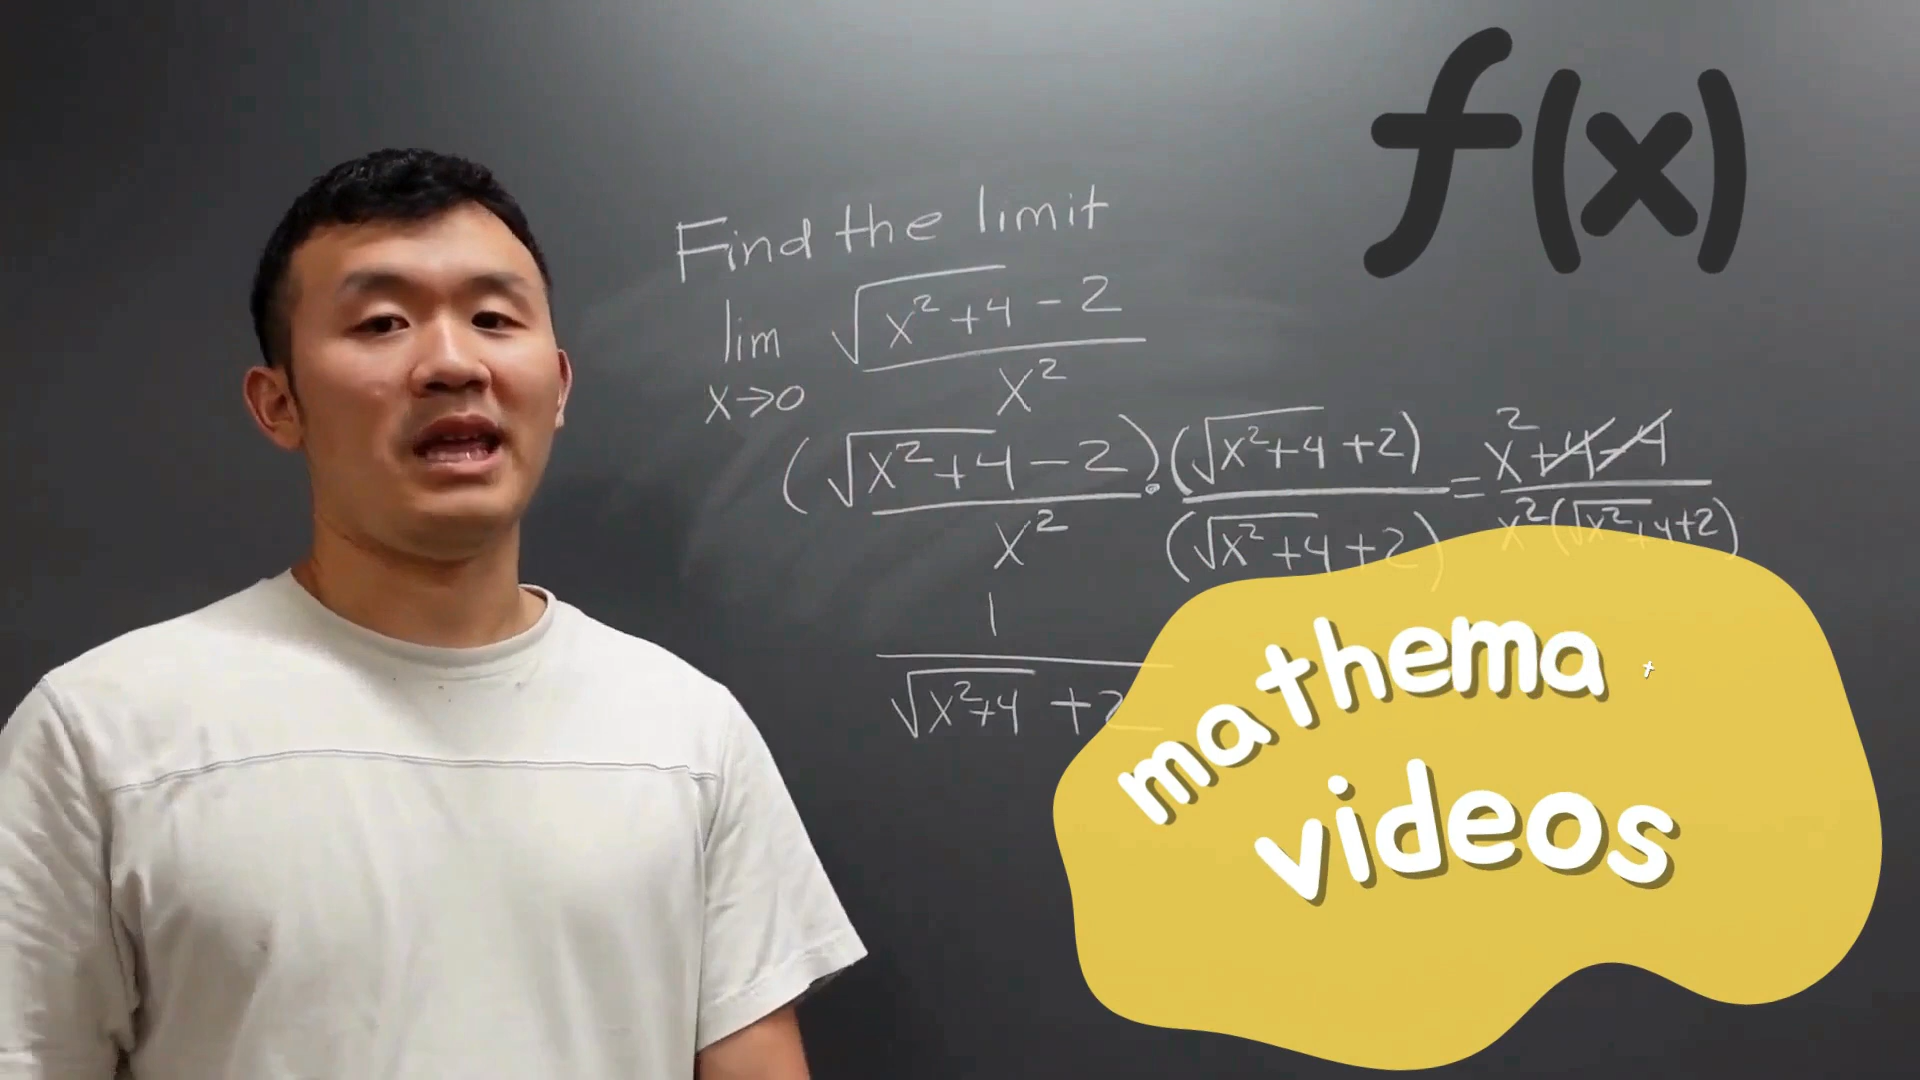 f(x)
Find the limit
lim √(x²+4) - 2
x→0 x²
(√(x²+4) - 2) · (√(x²+4) + 2) = x²+4-4
x² (√(x²+4) + 2) x²(√(x²+4)+2)
1
√(x²+4) + 2
mathema
videos